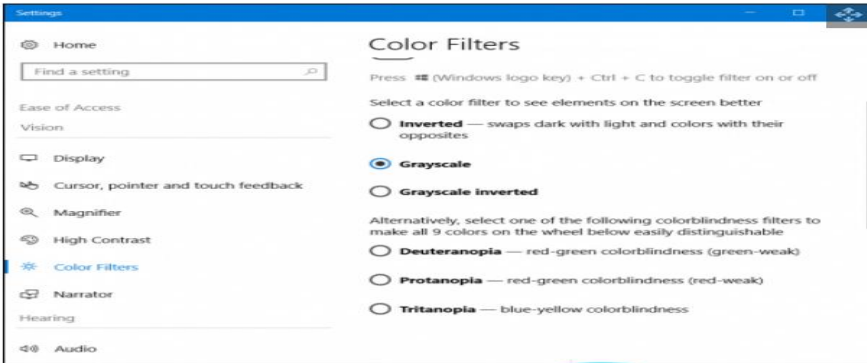 Settings
Home
Find a setting
Ease of Access
Vision
Display
Cursor, pointer and touch feedback
Magnifier
High Contrast
Color Filters
Narrator
Hearing
Audio
Color Filters
Press (Windows logo key) + Ctrl + C to toggle filter on or off
Select a color filter to see elements on the screen better
Inverted — swaps dark with light and colors with their
opposites
Grayscale
Grayscale inverted
Alternatively, select one of the following colorblindness filters to
make all 9 colors on the wheel below easily distinguishable
Deuteranopia — red-green colorblindness (green-weak)
Protanopia — red-green colorblindness (red-weak)
Tritanopia — blue-yellow colorblindness